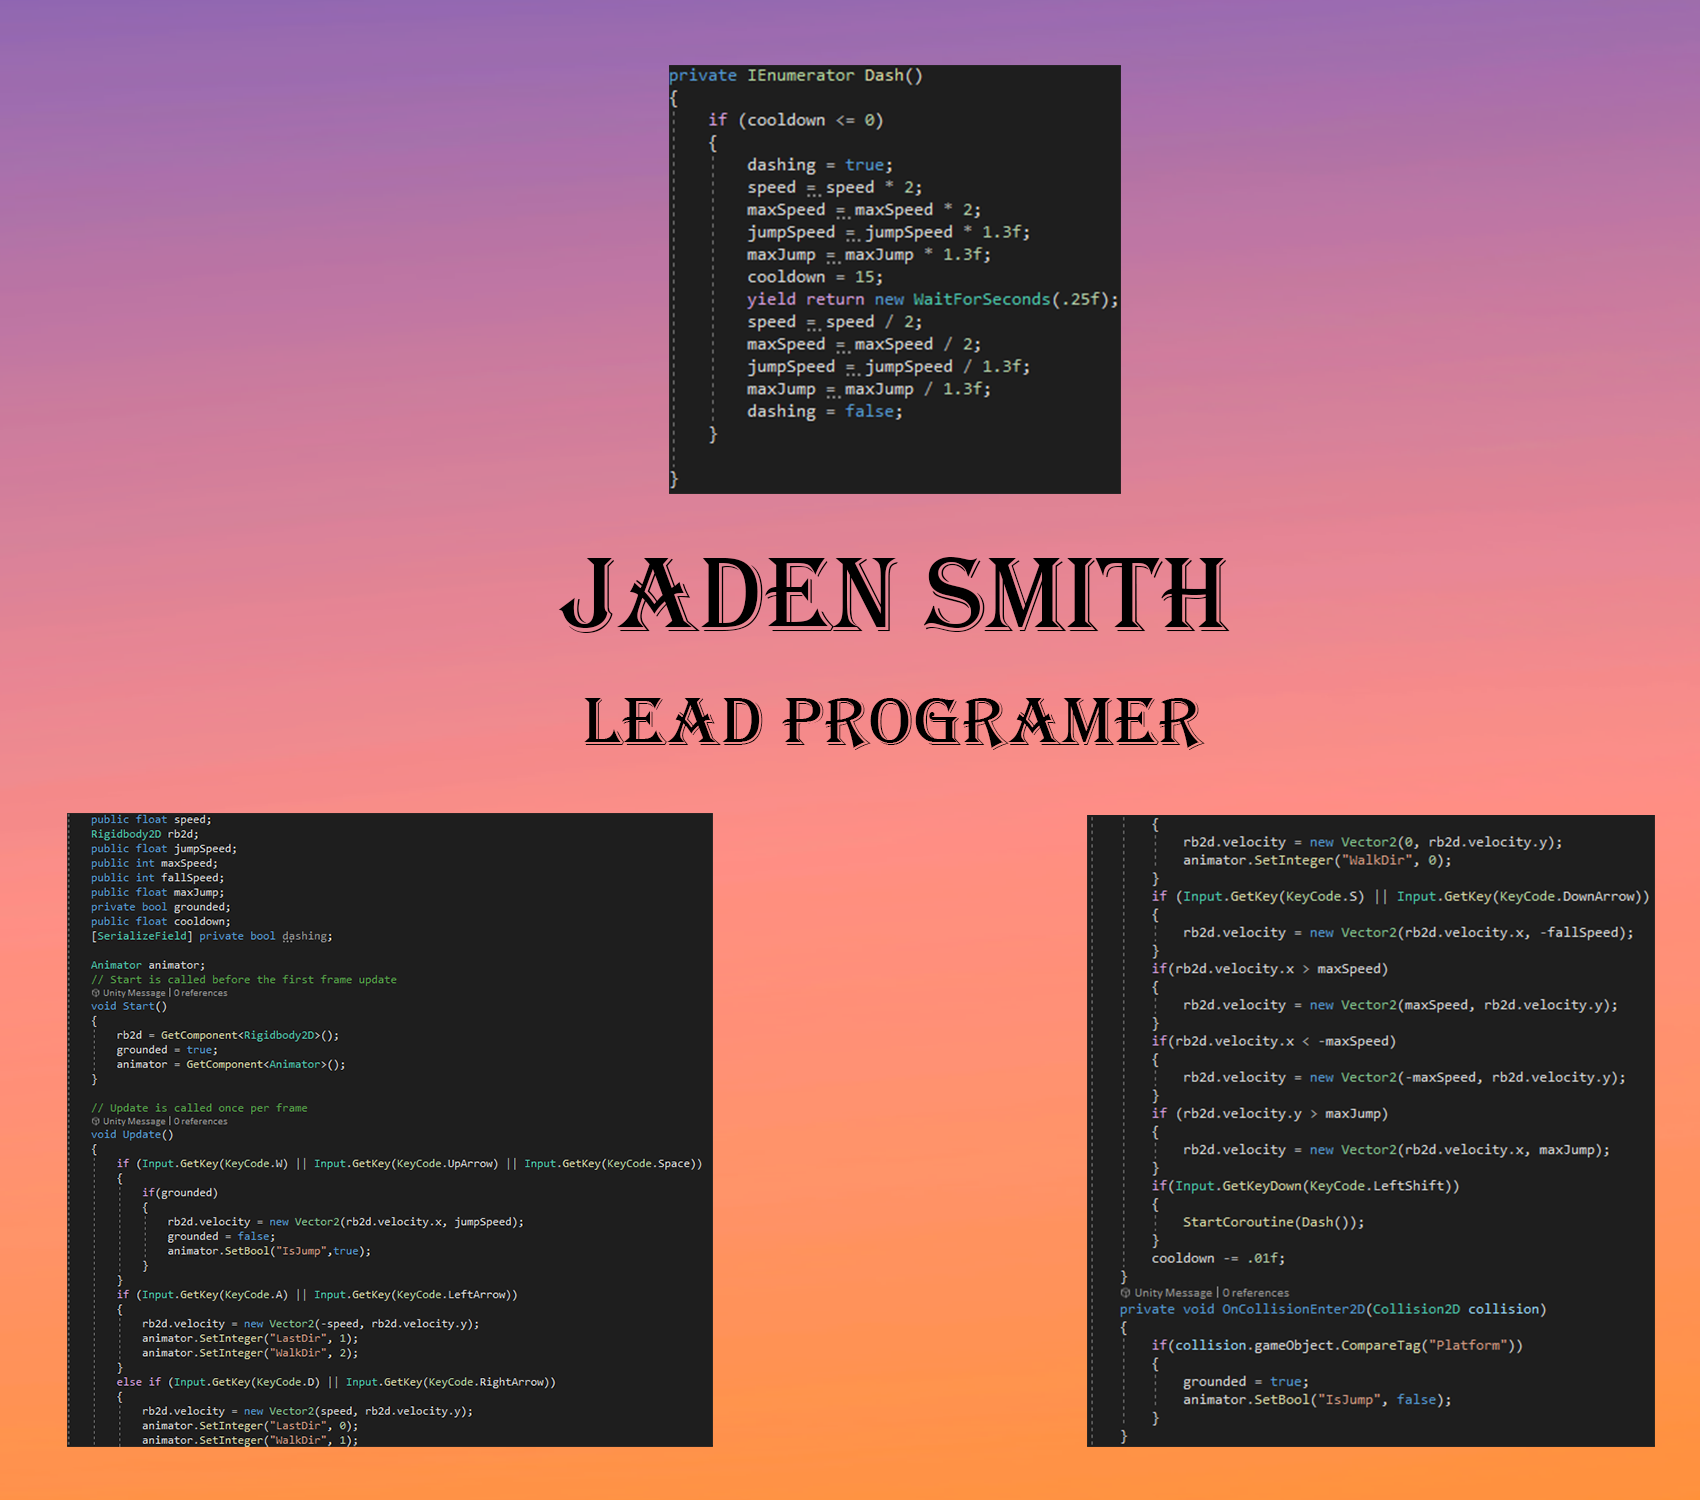 private IEnumerator Dash()
{
if (cooldown <= 0)
{
dashing = true;
speed = speed * 2;
maxSpeed = maxSpeed * 2;
jumpSpeed = jumpSpeed * 1.3f;
maxJump = maxJump * 1.3f;
cooldown = 15;
yield return new WaitForSeconds(.25f);
speed = speed / 2;
maxSpeed = maxSpeed / 2;
jumpSpeed = jumpSpeed / 1.3f;
maxJump = maxJump / 1.3f;
dashing = false;
}
}
JADEN SMITH
LEAD PROGRAMER
public float speed;
Rigidbody2D rb2d;
public float jumpSpeed;
public int maxSpeed;
public int fallSpeed;
public float maxJump;
private bool grounded;
public float cooldown;
[SerializeField] private bool dashing;
Animator animator;
// Start is called before the first frame update
Unity Message | 0 references
void Start()
{
rb2d = GetComponent<Rigidbody2D>();
grounded = true;
animator = GetComponent<Animator>();
}
// Update is called once per frame
Unity Message | 0 references
void Update()
{
if (Input.GetKey(KeyCode.W) || Input.GetKey(KeyCode.UpArrow) || Input.GetKey(KeyCode.Space))
{
if(grounded)
{
rb2d.velocity = new Vector2(rb2d.velocity.x, jumpSpeed);
grounded = false;
animator.SetBool("IsJump",true);
}
}
if (Input.GetKey(KeyCode.A) || Input.GetKey(KeyCode.LeftArrow))
{
rb2d.velocity = new Vector2(-speed, rb2d.velocity.y);
animator.SetInteger("LastDir", 1);
animator.SetInteger("WalkDir", 2);
}
else if (Input.GetKey(KeyCode.D) || Input.GetKey(KeyCode.RightArrow))
{
rb2d.velocity = new Vector2(speed, rb2d.velocity.y);
animator.SetInteger("LastDir", 0);
animator.SetInteger("WalkDir", 1);
{
rb2d.velocity = new Vector2(0, rb2d.velocity.y);
animator.SetInteger("WalkDir", 0);
}
if (Input.GetKey(KeyCode.S) || Input.GetKey(KeyCode.DownArrow))
{
rb2d.velocity = new Vector2(rb2d.velocity.x, -fallSpeed);
}
if(rb2d.velocity.x > maxSpeed)
{
rb2d.velocity = new Vector2(maxSpeed, rb2d.velocity.y);
}
if(rb2d.velocity.x < -maxSpeed)
{
rb2d.velocity = new Vector2(-maxSpeed, rb2d.velocity.y);
}
if (rb2d.velocity.y > maxJump)
{
rb2d.velocity = new Vector2(rb2d.velocity.x, maxJump);
}
if(Input.GetKeyDown(KeyCode.LeftShift))
{
StartCoroutine(Dash());
}
cooldown -= .01f;
}
Unity Message | 0 references
private void OnCollisionEnter2D(Collision2D collision)
{
if(collision.gameObject.CompareTag("Platform"))
{
grounded = true;
animator.SetBool("IsJump", false);
}
}